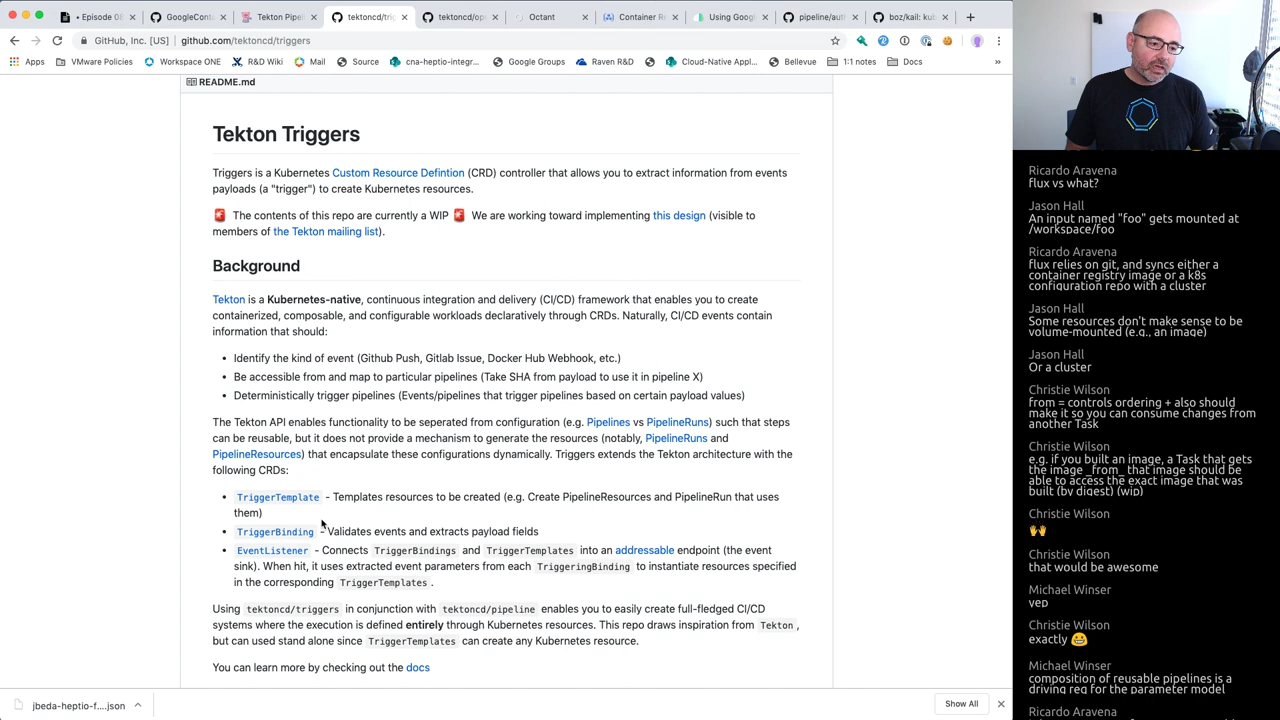 • Episode 08
GoogleCont
Tekton Pipel
tektoncd/trig
tektoncd/ope
Octant
Container Re
Using Googl
pipeline/auth
boz/kail: kub
GitHub, Inc. [US] | github.com/tektoncd/triggers
Apps
VMware Policies
Workspace ONE
R&D Wiki
Mail
Source
cna-heptio-integr...
Google Groups
Raven R&D
Cloud-Native Appl...
Bellevue
1:1 notes
Docs
»
README.md
Tekton Triggers
Triggers is a Kubernetes Custom Resource Defintion (CRD) controller that allows you to extract information from events
payloads (a "trigger") to create Kubernetes resources.
🚨 The contents of this repo are currently a WIP 🚨 We are working toward implementing this design (visible to
members of the Tekton mailing list).
Background
Tekton is a Kubernetes-native, continuous integration and delivery (CI/CD) framework that enables you to create
containerized, composable, and configurable workloads declaratively through CRDs. Naturally, CI/CD events contain
information that should:
• Identify the kind of event (Github Push, Gitlab Issue, Docker Hub Webhook, etc.)
• Be accessible from and map to particular pipelines (Take SHA from payload to use it in pipeline X)
• Deterministically trigger pipelines (Events/pipelines that trigger pipelines based on certain payload values)
The Tekton API enables functionality to be seperated from configuration (e.g. Pipelines vs PipelineRuns) such that steps
can be reusable, but it does not provide a mechanism to generate the resources (notably, PipelineRuns and
PipelineResources) that encapsulate these configurations dynamically. Triggers extends the Tekton architecture with the
following CRDs:
• TriggerTemplate - Templates resources to be created (e.g. Create PipelineResources and PipelineRun that uses
them)
• TriggerBinding - Validates events and extracts payload fields
• EventListener - Connects TriggerBindings and TriggerTemplates into an addressable endpoint (the event
sink). When hit, it uses extracted event parameters from each TriggeringBinding to instantiate resources specified
in the corresponding TriggerTemplates.
Using tektoncd/triggers in conjunction with tektoncd/pipeline enables you to easily create full-fledged CI/CD
systems where the execution is defined entirely through Kubernetes resources. This repo draws inspiration from Tekton,
but can used stand alone since TriggerTemplates can create any Kubernetes resource.
You can learn more by checking out the docs
jbeda-heptio-f....json
Show All
Ricardo Aravena
flux vs what?
Jason Hall
An input named "foo" gets mounted at
/workspace/foo
Ricardo Aravena
flux relies on git, and syncs either a
container registry image or a k8s
configuration repo with a cluster
Jason Hall
Some resources don't make sense to be
volume-mounted (e.g., an image)
Jason Hall
Or a cluster
Christie Wilson
from = controls ordering + also should
make it so you can consume changes from
another Task
Christie Wilson
e.g. if you built an image, a Task that gets
the image _from_ that image should be
able to access the exact image that was
built (by digest) (wip)
Christie Wilson
🙌
Christie Wilson
that would be awesome
Michael Winser
yep
Christie Wilson
exactly 😀
Michael Winser
composition of reusable pipelines is a
driving req for the parameter model
Ricardo Aravena